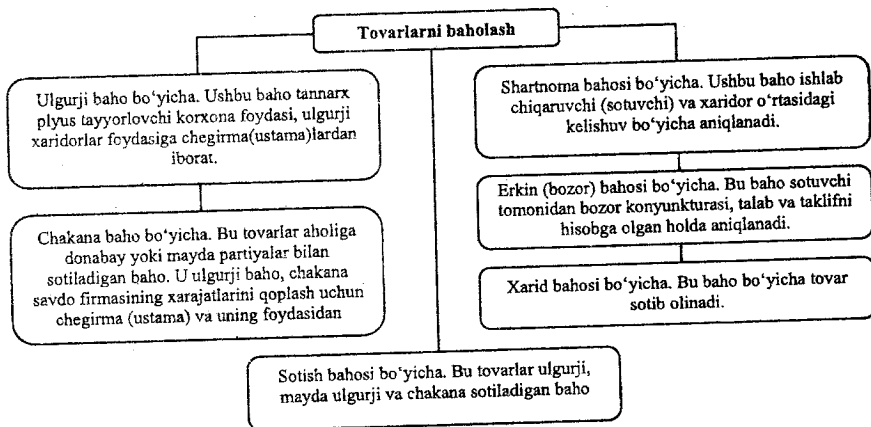 Tovarlarni baholash
Ulgurji baho bo‘yicha. Ushbu baho tannarx
plyus tayyorlovchi korxona foydasi, ulgurji
xaridorlar foydasiga chegirma(ustama)lardan
iborat.
Chakana baho bo‘yicha. Bu tovarlar aholiga
donabay yoki mayda partiyalar bilan
sotiladigan baho. U ulgurji baho, chakana
savdo firmasining xarajatlarini qoplash uchun
chegirma (ustama) va uning foydasidan
Shartnoma bahosi bo‘yicha. Ushbu baho ishlab
chiqaruvchi (sotuvchi) va xaridor o‘rtasidagi
kelishuv bo‘yicha aniqlanadi.
Erkin (bozor) bahosi bo‘yicha. Bu baho sotuvchi
tomonidan bozor konyunkturasi, talab va taklifni
hisobga olgan holda aniqlanadi.
Xarid bahosi bo‘yicha. Bu baho bo‘yicha tovar
sotib olinadi.
Sotish bahosi bo‘yicha. Bu tovarlar ulgurji,
mayda ulgurji va chakana sotiladigan baho